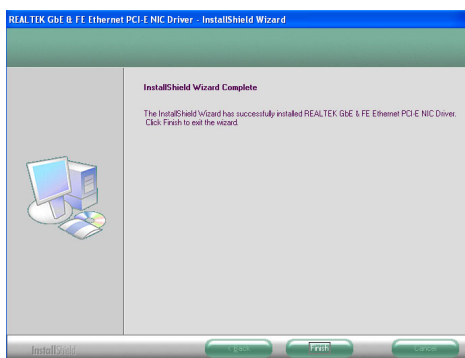 REALTEK GbE & FE Ethernet PCI-E NIC Driver - InstallShield Wizard
InstallShield Wizard Complete
The InstallShield Wizard has successfully installed REALTEK GbE & FE Ethernet PCI-E NIC Driver.
Click Finish to exit the wizard.
InstallShield
< Back
Finish
Cancel